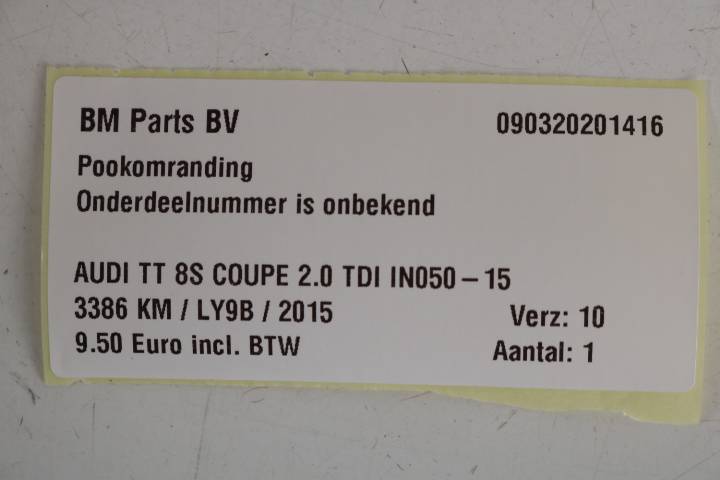 BM Parts BV 090320201416
Pookomranding
Onderdeelnummer is onbekend
AUDI TT 8S COUPE 2.0 TDI IN050-15
3386 KM / LY9B / 2015 Verz: 10
9.50 Euro incl. BTW Aantal: 1